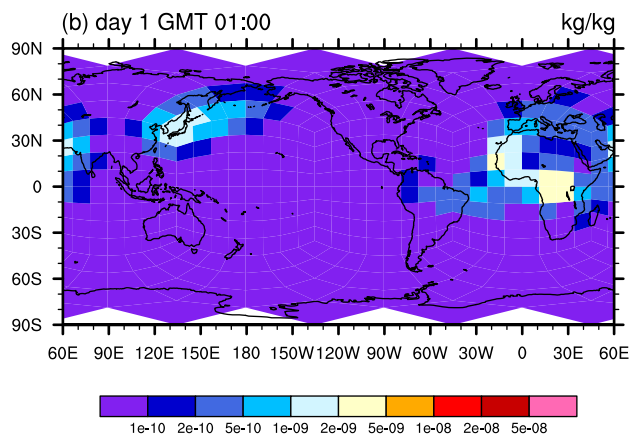 (b) day 1 GMT 01:00 kg/kg
90N
60N
30N
0
30S
60S
90S
60E 90E 120E 150E 180 150W 120W 90W 60W 30W 0 30E 60E
1e-10 2e-10 5e-10 1e-09 2e-09 5e-09 1e-08 2e-08 5e-08